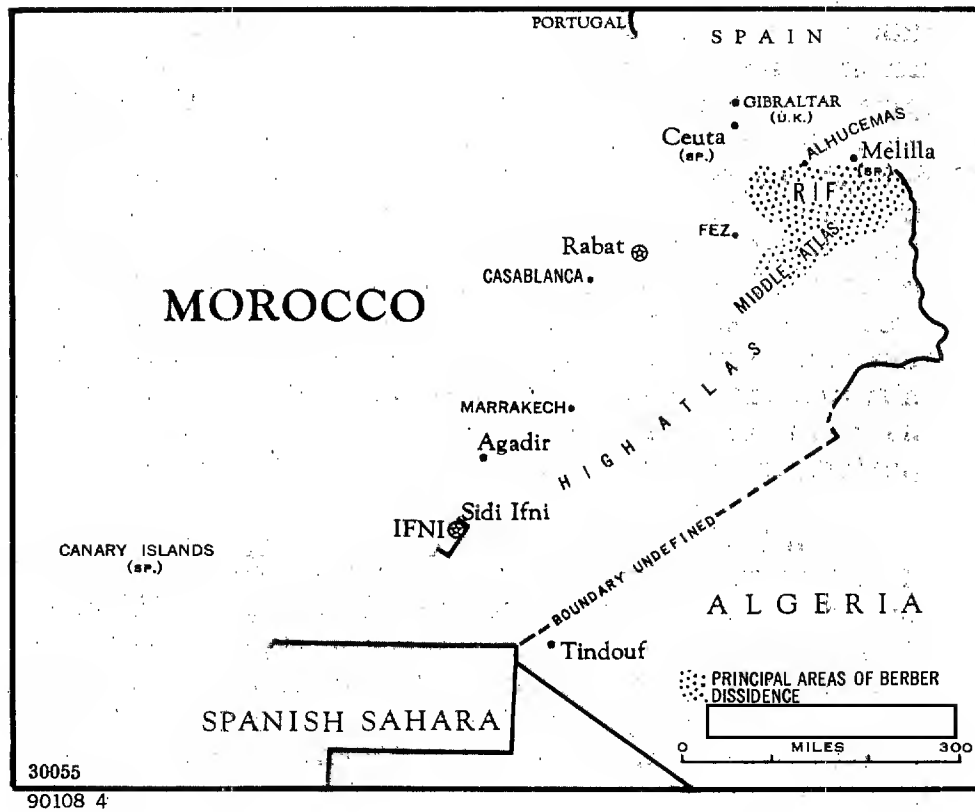 PORTUGAL
SPAIN
GIBRALTAR
(U.K.)
Ceuta
(SP.)
ALHUCEMAS
Melilla
(SP.)
RIF
FEZ
Rabat
MIDDLE ATLAS
CASABLANCA
MOROCCO
HIGH ATLAS
MARRAKECH
Agadir
Sidi Ifni
IFNI
CANARY ISLANDS
(SP.)
BOUNDARY UNDEFINED
ALGERIA
Tindouf
PRINCIPAL AREAS OF BERBER
DISSIDENCE
SPANISH SAHARA
0 MILES 300
30055
90108 4